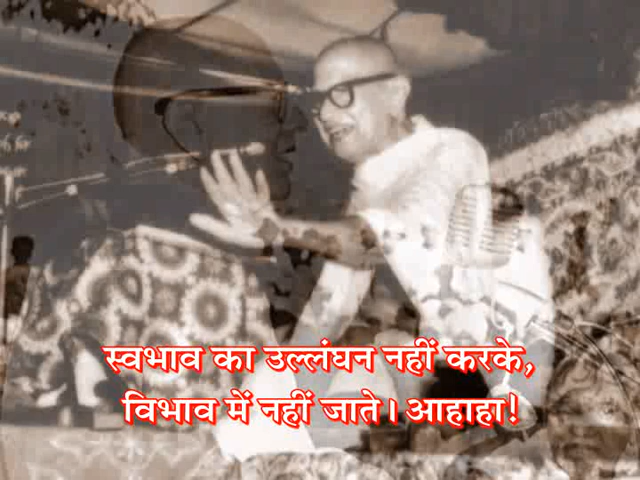 स्वभाव का उल्लंघन नहीं करके,
विभाव में नहीं जाते। आहाहा!